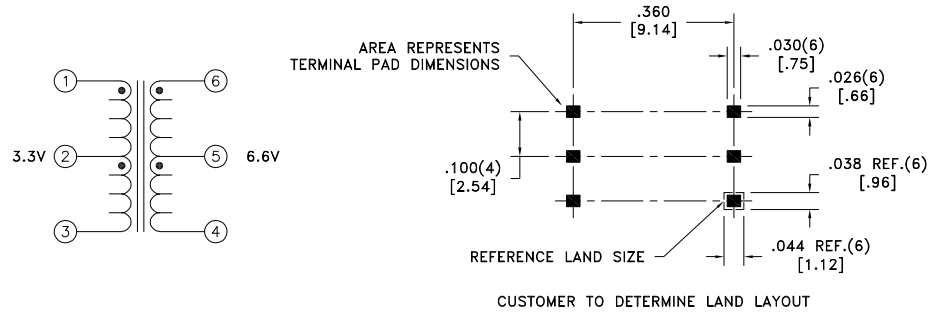 1
6
3.3V
2
5
6.6V
3
4
.360
[9.14]
AREA REPRESENTS
TERMINAL PAD DIMENSIONS
.030(6)
[.75]
.026(6)
[.66]
.100(4)
[2.54]
.038 REF.(6)
[.96]
REFERENCE LAND SIZE
.044 REF.(6)
[1.12]
CUSTOMER TO DETERMINE LAND LAYOUT